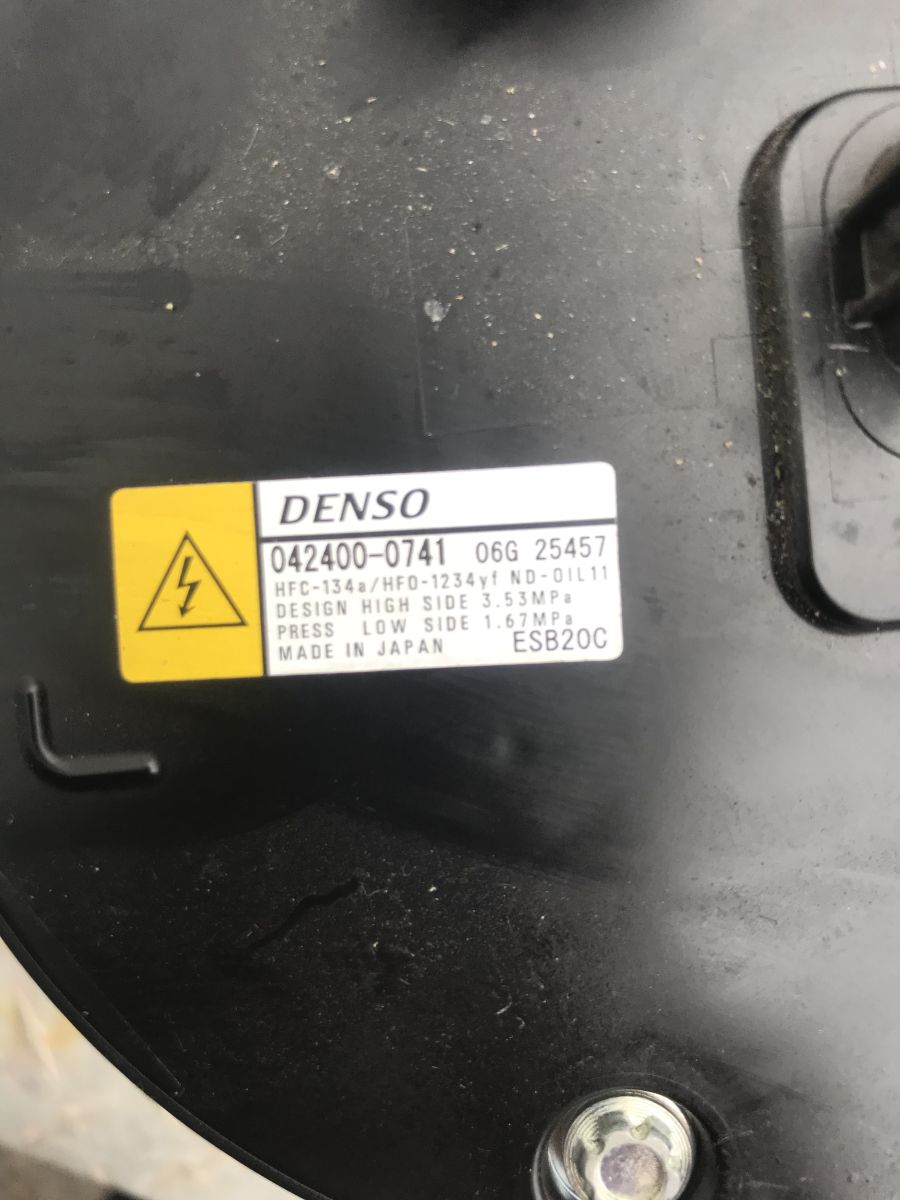 DENSO
042400-0741 06G 25457
HFC-134a/HFO-1234yf ND-OIL11
DESIGN HIGH SIDE 3.53MPa
PRESS LOW SIDE 1.67MPa
MADE IN JAPAN ESB20C